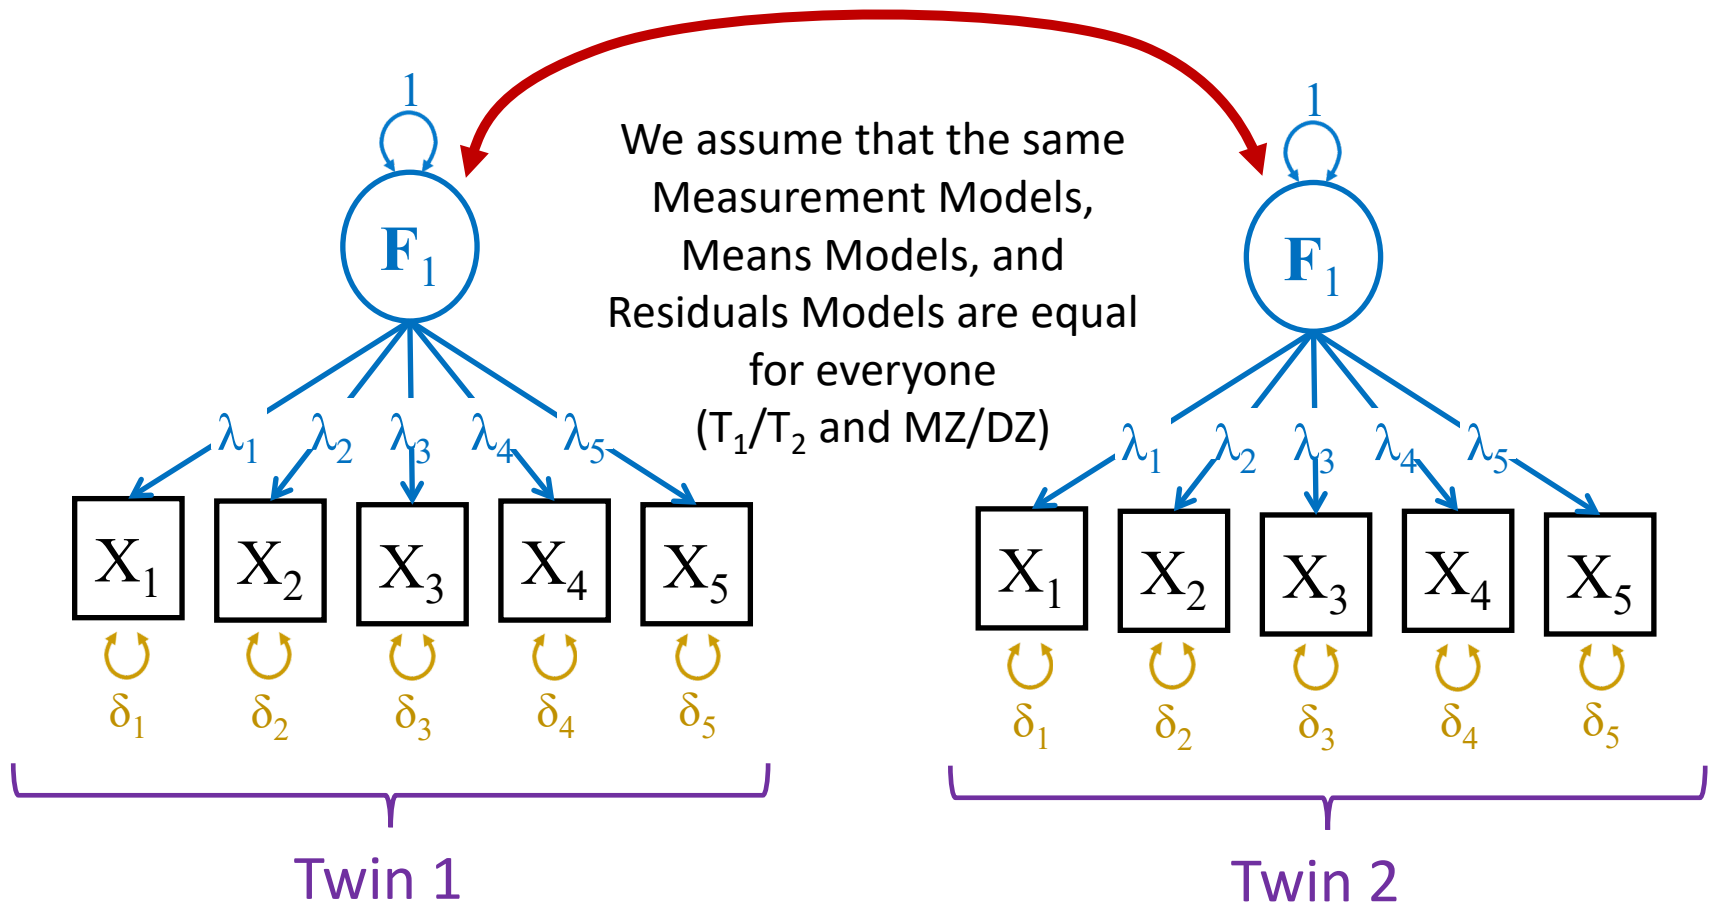 1
1
We assume that the same
Measurement Models,
Means Models, and
Residuals Models are equal
for everyone
(T₁/T₂ and MZ/DZ)
F₁
F₁
λ₁ λ₂ λ₃ λ₄ λ₅
λ₁ λ₂ λ₃ λ₄ λ₅
X₁ X₂ X₃ X₄ X₅
X₁ X₂ X₃ X₄ X₅
δ₁ δ₂ δ₃ δ₄ δ₅
δ₁ δ₂ δ₃ δ₄ δ₅
Twin 1
Twin 2